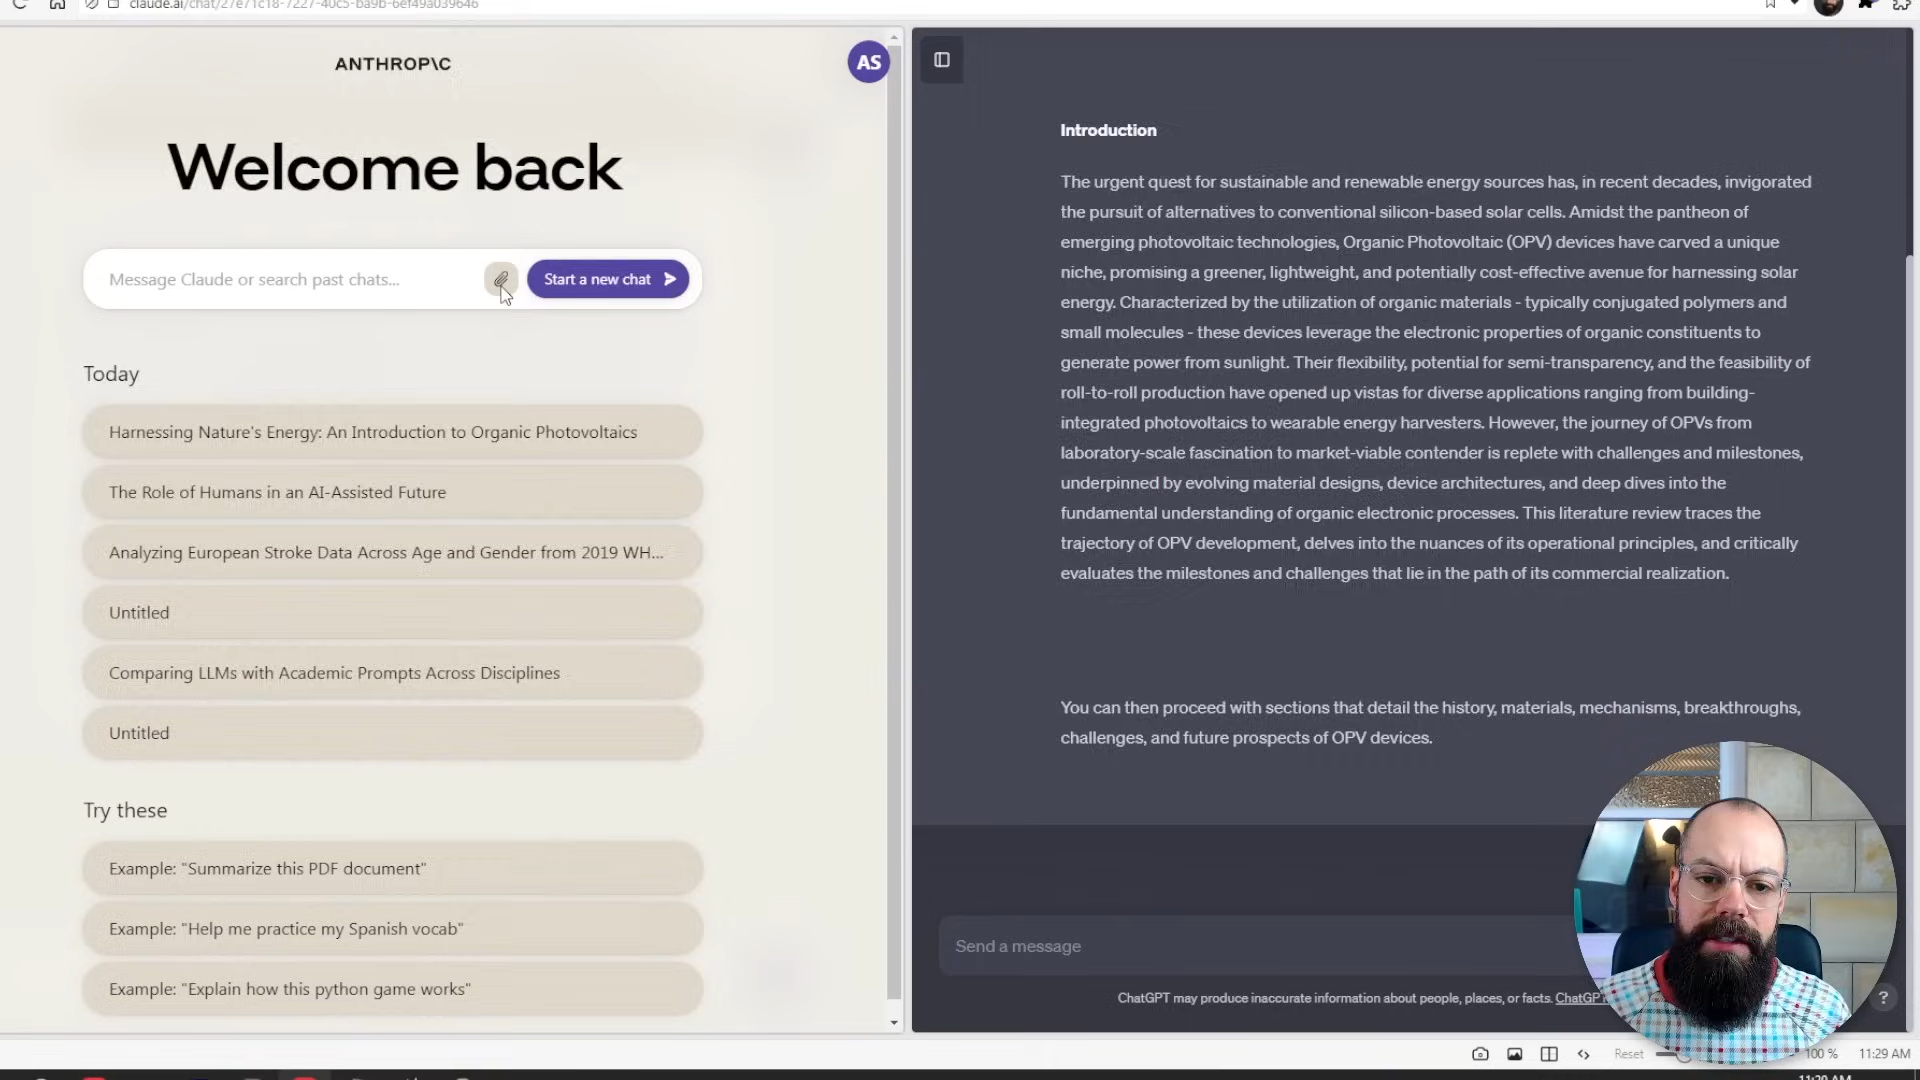 claude.ai/chat/27e71c18-7227-40c5-ba9b-6ef49a039646
ANTHROP\C
AS
Welcome back
Message Claude or search past chats...
Start a new chat
Today
Harnessing Nature's Energy: An Introduction to Organic Photovoltaics
The Role of Humans in an AI-Assisted Future
Analyzing European Stroke Data Across Age and Gender from 2019 WH...
Untitled
Comparing LLMs with Academic Prompts Across Disciplines
Untitled
Try these
Example: "Summarize this PDF document"
Example: "Help me practice my Spanish vocab"
Example: "Explain how this python game works"
Introduction
The urgent quest for sustainable and renewable energy sources has, in recent decades, invigorated
the pursuit of alternatives to conventional silicon-based solar cells. Amidst the pantheon of
emerging photovoltaic technologies, Organic Photovoltaic (OPV) devices have carved a unique
niche, promising a greener, lightweight, and potentially cost-effective avenue for harnessing solar
energy. Characterized by the utilization of organic materials - typically conjugated polymers and
small molecules - these devices leverage the electronic properties of organic constituents to
generate power from sunlight. Their flexibility, potential for semi-transparency, and the feasibility of
roll-to-roll production have opened up vistas for diverse applications ranging from building-
integrated photovoltaics to wearable energy harvesters. However, the journey of OPVs from
laboratory-scale fascination to market-viable contender is replete with challenges and milestones,
underpinned by evolving material designs, device architectures, and deep dives into the
fundamental understanding of organic electronic processes. This literature review traces the
trajectory of OPV development, delves into the nuances of its operational principles, and critically
evaluates the milestones and challenges that lie in the path of its commercial realization.
You can then proceed with sections that detail the history, materials, mechanisms, breakthroughs,
challenges, and future prospects of OPV devices.
Send a message
ChatGPT may produce inaccurate information about people, places, or facts. ChatGPT
?
Reset
100 %
11:29 AM